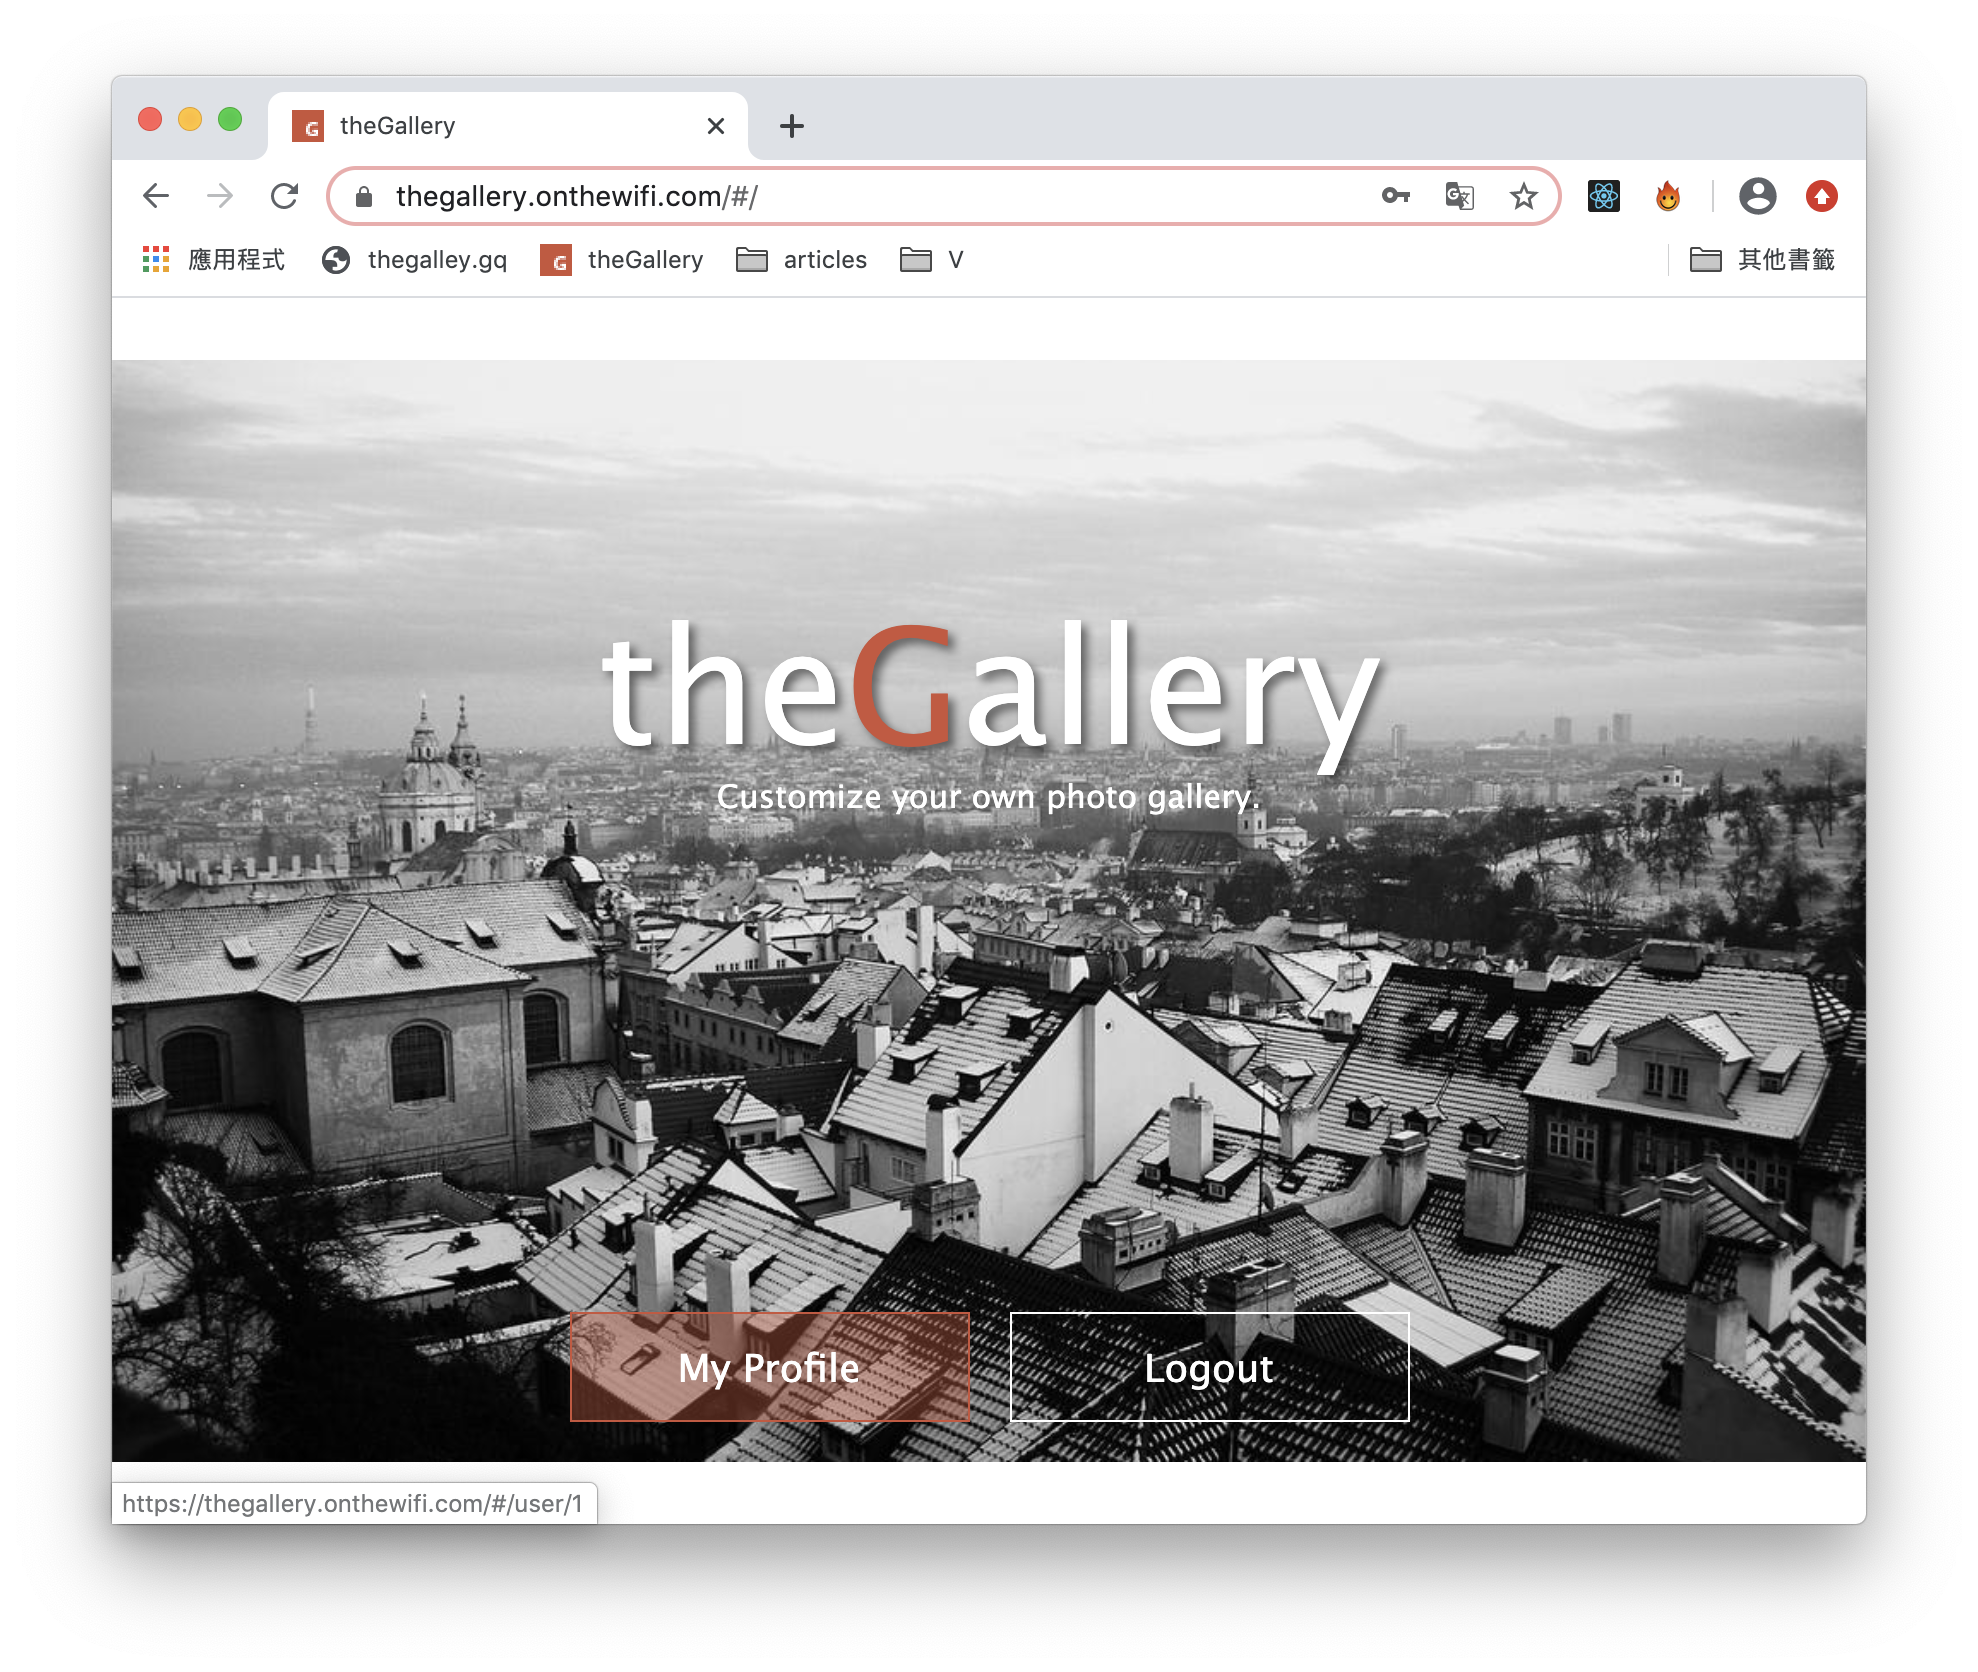 theGallery
thegallery.onthewifi.com/#/
應用程式 thegalley.gq theGallery articles V 其他書籤
theGallery
Customize your own photo gallery.
My Profile Logout
https://thegallery.onthewifi.com/#/user/1